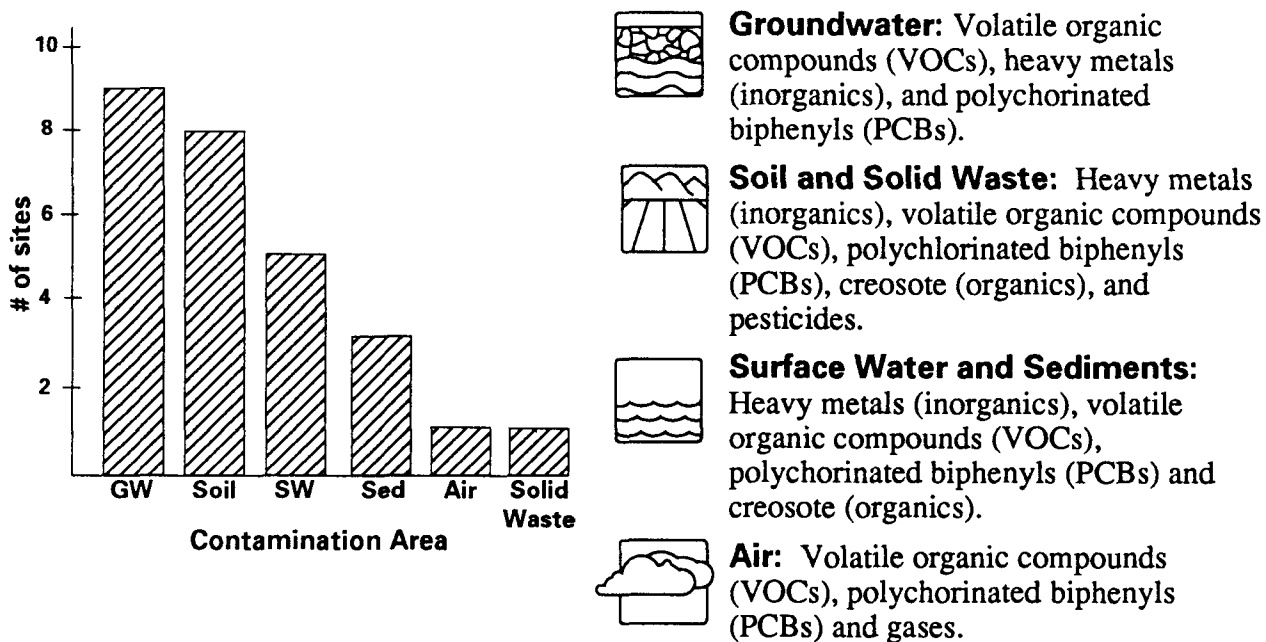 10
8
6
4
2
# of sites
GW Soil SW Sed Air Solid
Waste
Contamination Area
Groundwater: Volatile organic
compounds (VOCs), heavy metals
(inorganics), and polychorinated
biphenyls (PCBs).
Soil and Solid Waste: Heavy metals
(inorganics), volatile organic compounds
(VOCs), polychlorinated biphenyls
(PCBs), creosote (organics), and
pesticides.
Surface Water and Sediments:
Heavy metals (inorganics), volatile
organic compounds (VOCs),
polychorinated biphenyls (PCBs) and
creosote (organics).
Air: Volatile organic compounds
(VOCs), polychorinated biphenyls
(PCBs) and gases.